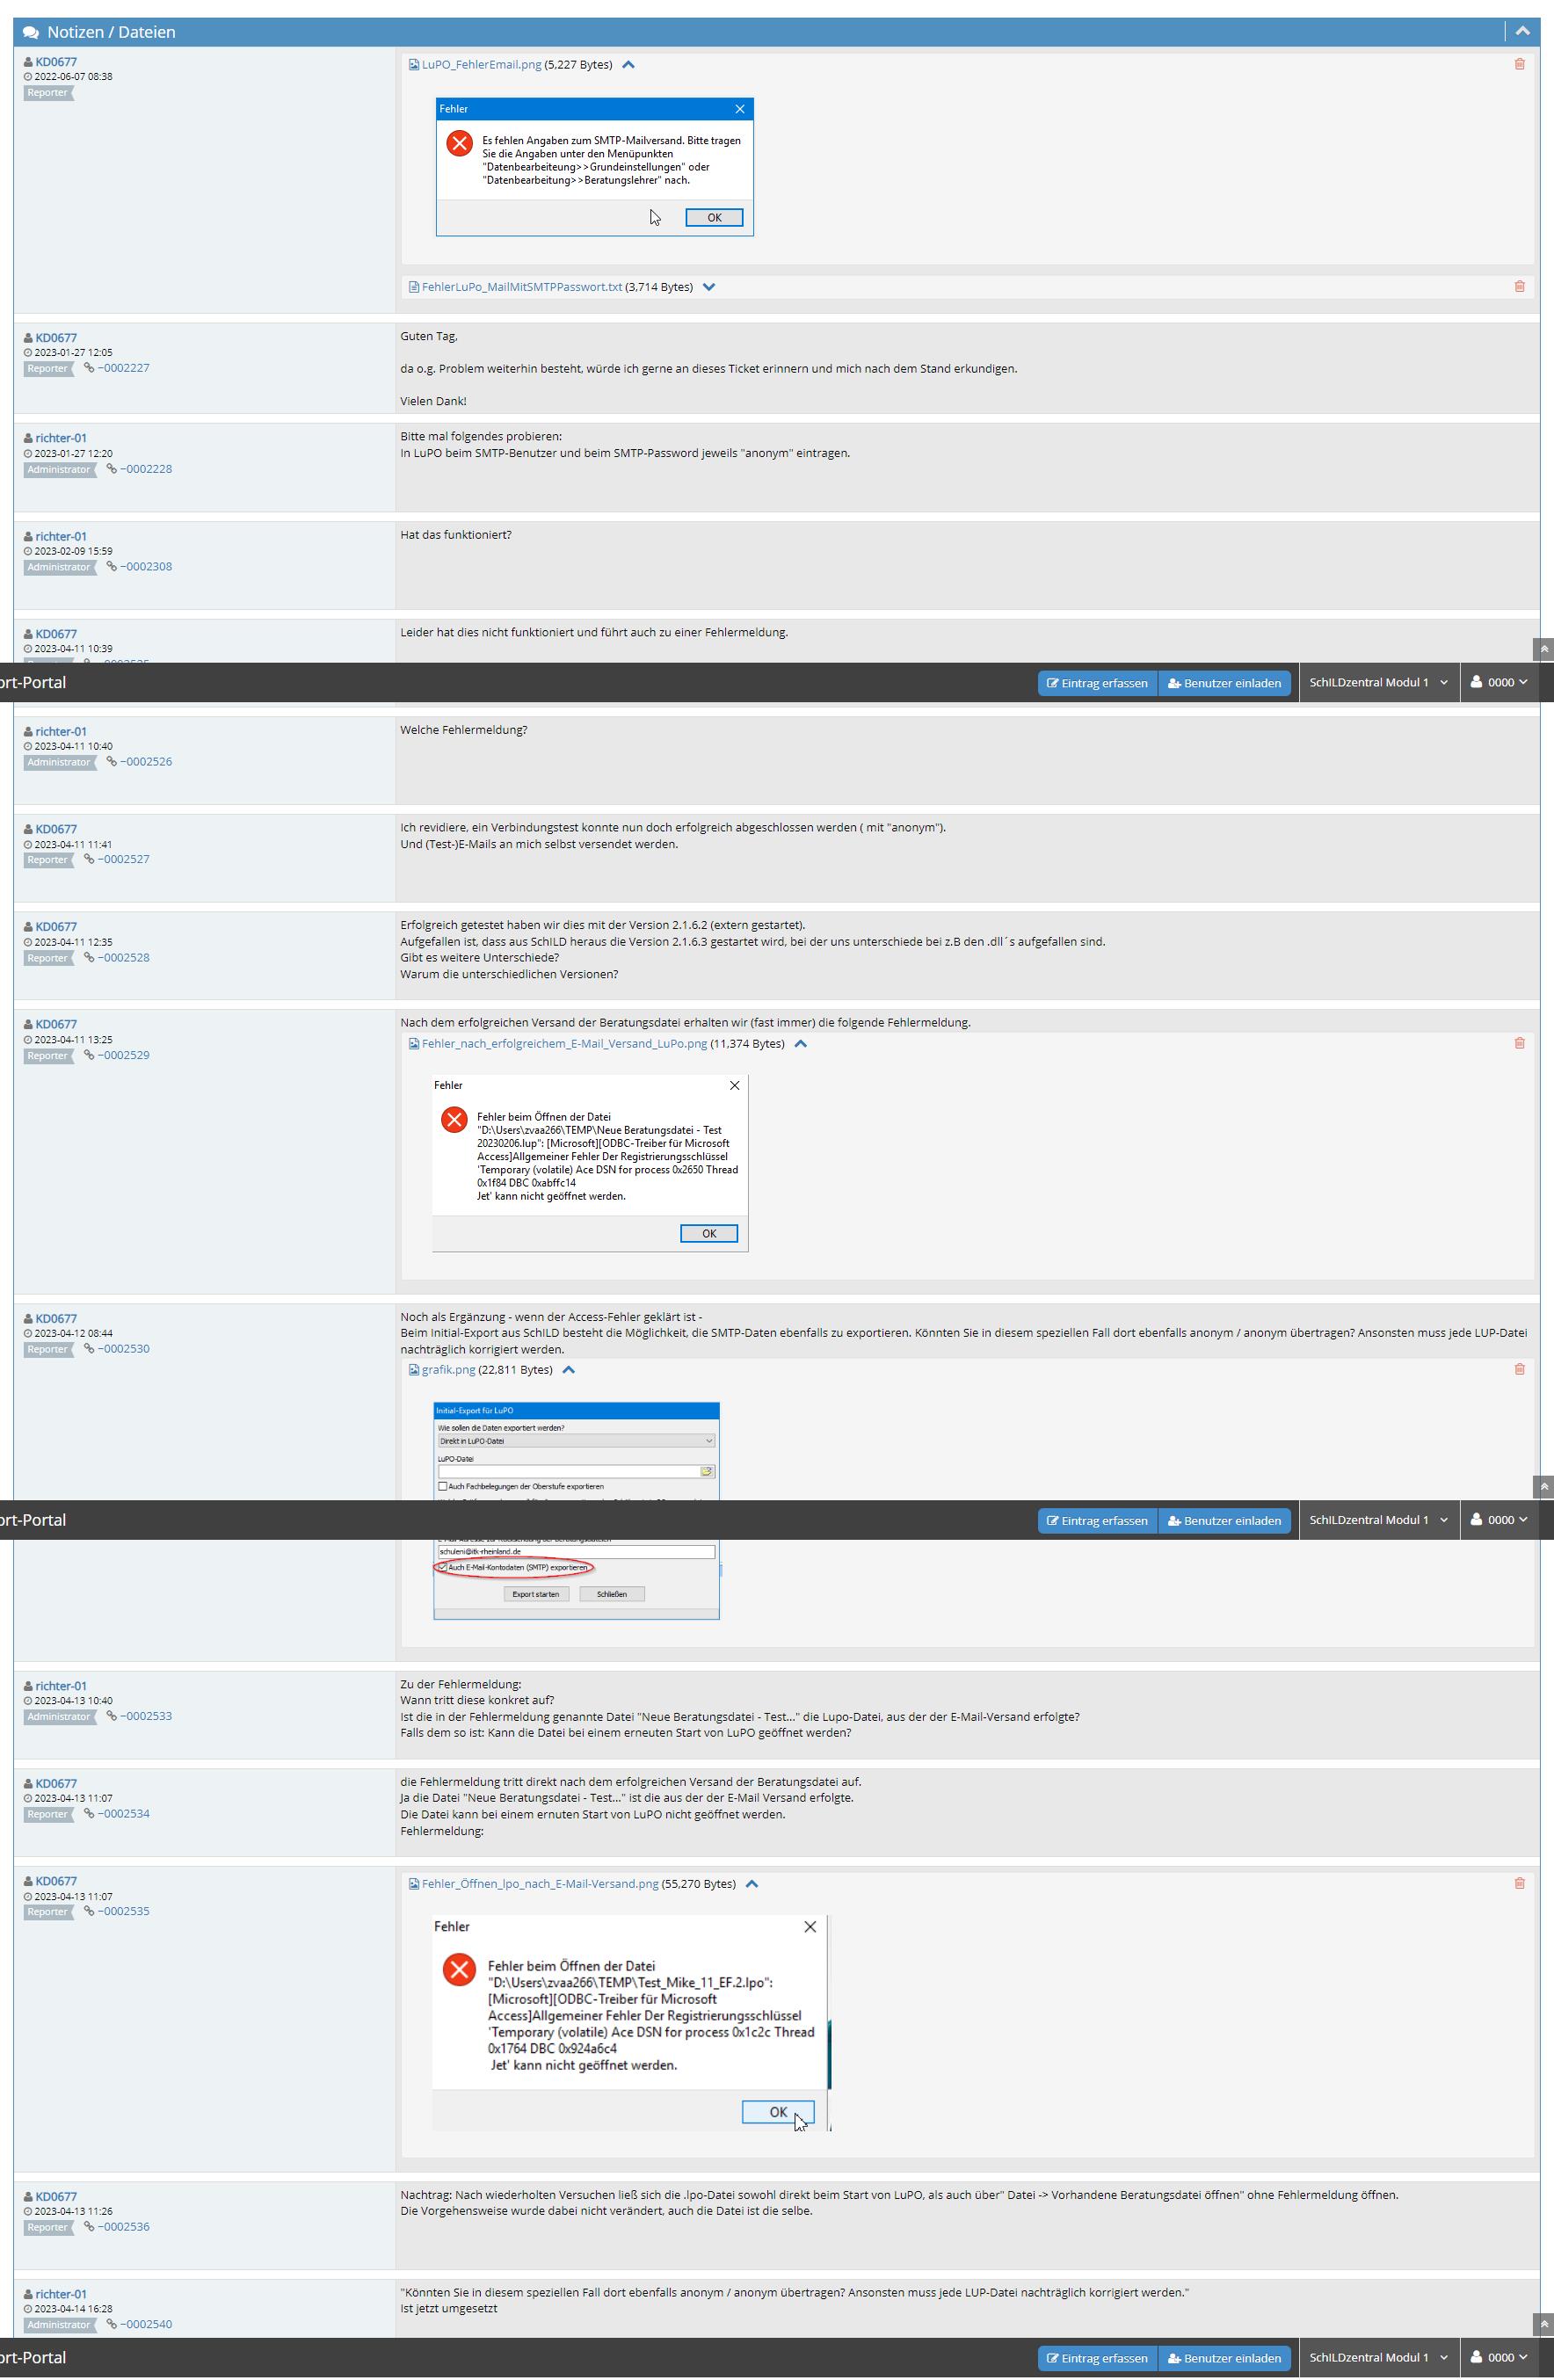 Notizen / Dateien
KD0677
2022-06-07 08:38
Reporter
LuPO_FehlerEmail.png (5,227 Bytes)
Fehler
Es fehlen Angaben zum SMTP-Mailversand. Bitte tragen
Sie die Angaben unter den Menüpunkten
"Datenbearbeiteung>>Grundeinstellungen" oder
"Datenbearbeitung>>Beratungslehrer" nach.
OK
FehlerLuPo_MailMitSMTPPasswort.txt (3,714 Bytes)
KD0677
2023-01-27 12:05
Reporter ~0002227
Guten Tag,
da o.g. Problem weiterhin besteht, würde ich gerne an dieses Ticket erinnern und mich nach dem Stand erkundigen.
Vielen Dank!
richter-01
2023-01-27 12:20
Administrator ~0002228
Bitte mal folgendes probieren:
In LuPO beim SMTP-Benutzer und beim SMTP-Password jeweils "anonym" eintragen.
richter-01
2023-02-09 15:59
Administrator ~0002308
Hat das funktioniert?
KD0677
2023-04-11 10:39
Leider hat dies nicht funktioniert und führt auch zu einer Fehlermeldung.
ort-Portal
Eintrag erfassen
Benutzer einladen
SchILDzentral Modul 1
0000
richter-01
2023-04-11 10:40
Administrator ~0002526
Welche Fehlermeldung?
KD0677
2023-04-11 11:41
Reporter ~0002527
Ich revidiere, ein Verbindungstest konnte nun doch erfolgreich abgeschlossen werden ( mit "anonym").
Und (Test-)E-Mails an mich selbst versendet werden.
KD0677
2023-04-11 12:35
Reporter ~0002528
Erfolgreich getestet haben wir dies mit der Version 2.1.6.2 (extern gestartet).
Aufgefallen ist, dass aus SchILD heraus die Version 2.1.6.3 gestartet wird, bei der uns unterschiede bei z.B den .dll´s aufgefallen sind.
Gibt es weitere Unterschiede?
Warum die unterschiedlichen Versionen?
KD0677
2023-04-11 13:25
Reporter ~0002529
Nach dem erfolgreichen Versand der Beratungsdatei erhalten wir (fast immer) die folgende Fehlermeldung.
Fehler_nach_erfolgreichem_E-Mail_Versand_LuPo.png (11,374 Bytes)
Fehler
Fehler beim Öffnen der Datei
"D:\Users\zvaa266\TEMP\Neue Beratungsdatei - Test
20230206.lup": [Microsoft][ODBC-Treiber für Microsoft
Access]Allgemeiner Fehler Der Registrierungsschlüssel
'Temporary (volatile) Ace DSN for process 0x2650 Thread
0x1f84 DBC 0xabffc14
Jet' kann nicht geöffnet werden.
OK
KD0677
2023-04-12 08:44
Reporter ~0002530
Noch als Ergänzung - wenn der Access-Fehler geklärt ist -
Beim Initial-Export aus SchILD besteht die Möglichkeit, die SMTP-Daten ebenfalls zu exportieren. Könnten Sie in diesem speziellen Fall dort ebenfalls anonym / anonym übertragen? Ansonsten muss jede LUP-Datei
nachträglich korrigiert werden.
grafik.png (22,811 Bytes)
Initial-Export für LuPO
Wie sollen die Daten exportiert werden?
Direkt in LuPO-Datei
LuPO-Datei
Auch Fachbelegungen der Oberstufe exportieren
ort-Portal
Eintrag erfassen
Benutzer einladen
SchILDzentral Modul 1
0000
schuleni@itk-rheinland.de
Auch E-Mail-Kontodaten (SMTP) exportieren
Export starten
Schließen
richter-01
2023-04-13 10:40
Administrator ~0002533
Zu der Fehlermeldung:
Wann tritt diese konkret auf?
Ist die in der Fehlermeldung genannte Datei "Neue Beratungsdatei - Test..." die Lupo-Datei, aus der der E-Mail-Versand erfolgte?
Falls dem so ist: Kann die Datei bei einem erneuten Start von LuPO geöffnet werden?
KD0677
2023-04-13 11:07
Reporter ~0002534
die Fehlermeldung tritt direkt nach dem erfolgreichen Versand der Beratungsdatei auf.
Ja die Datei "Neue Beratungsdatei - Test..." ist die aus der der E-Mail Versand erfolgte.
Die Datei kann bei einem ernuten Start von LuPO nicht geöffnet werden.
Fehlermeldung:
KD0677
2023-04-13 11:07
Reporter ~0002535
Fehler_Öffnen_lpo_nach_E-Mail-Versand.png (55,270 Bytes)
Fehler
Fehler beim Öffnen der Datei
"D:\Users\zvaa266\TEMP\Test_Mike_11_EF.2.lpo":
[Microsoft][ODBC-Treiber für Microsoft
Access]Allgemeiner Fehler Der Registrierungsschlüssel
'Temporary (volatile) Ace DSN for process 0x1c2c Thread
0x1764 DBC 0x924a6c4
Jet' kann nicht geöffnet werden.
OK
KD0677
2023-04-13 11:26
Reporter ~0002536
Nachtrag: Nach wiederholten Versuchen ließ sich die .lpo-Datei sowohl direkt beim Start von LuPO, als auch über" Datei -> Vorhandene Beratungsdatei öffnen" ohne Fehlermeldung öffnen.
Die Vorgehensweise wurde dabei nicht verändert, auch die Datei ist die selbe.
richter-01
2023-04-14 16:28
Administrator ~0002540
"Könnten Sie in diesem speziellen Fall dort ebenfalls anonym / anonym übertragen? Ansonsten muss jede LUP-Datei nachträglich korrigiert werden."
Ist jetzt umgesetzt
ort-Portal
Eintrag erfassen
Benutzer einladen
SchILDzentral Modul 1
0000